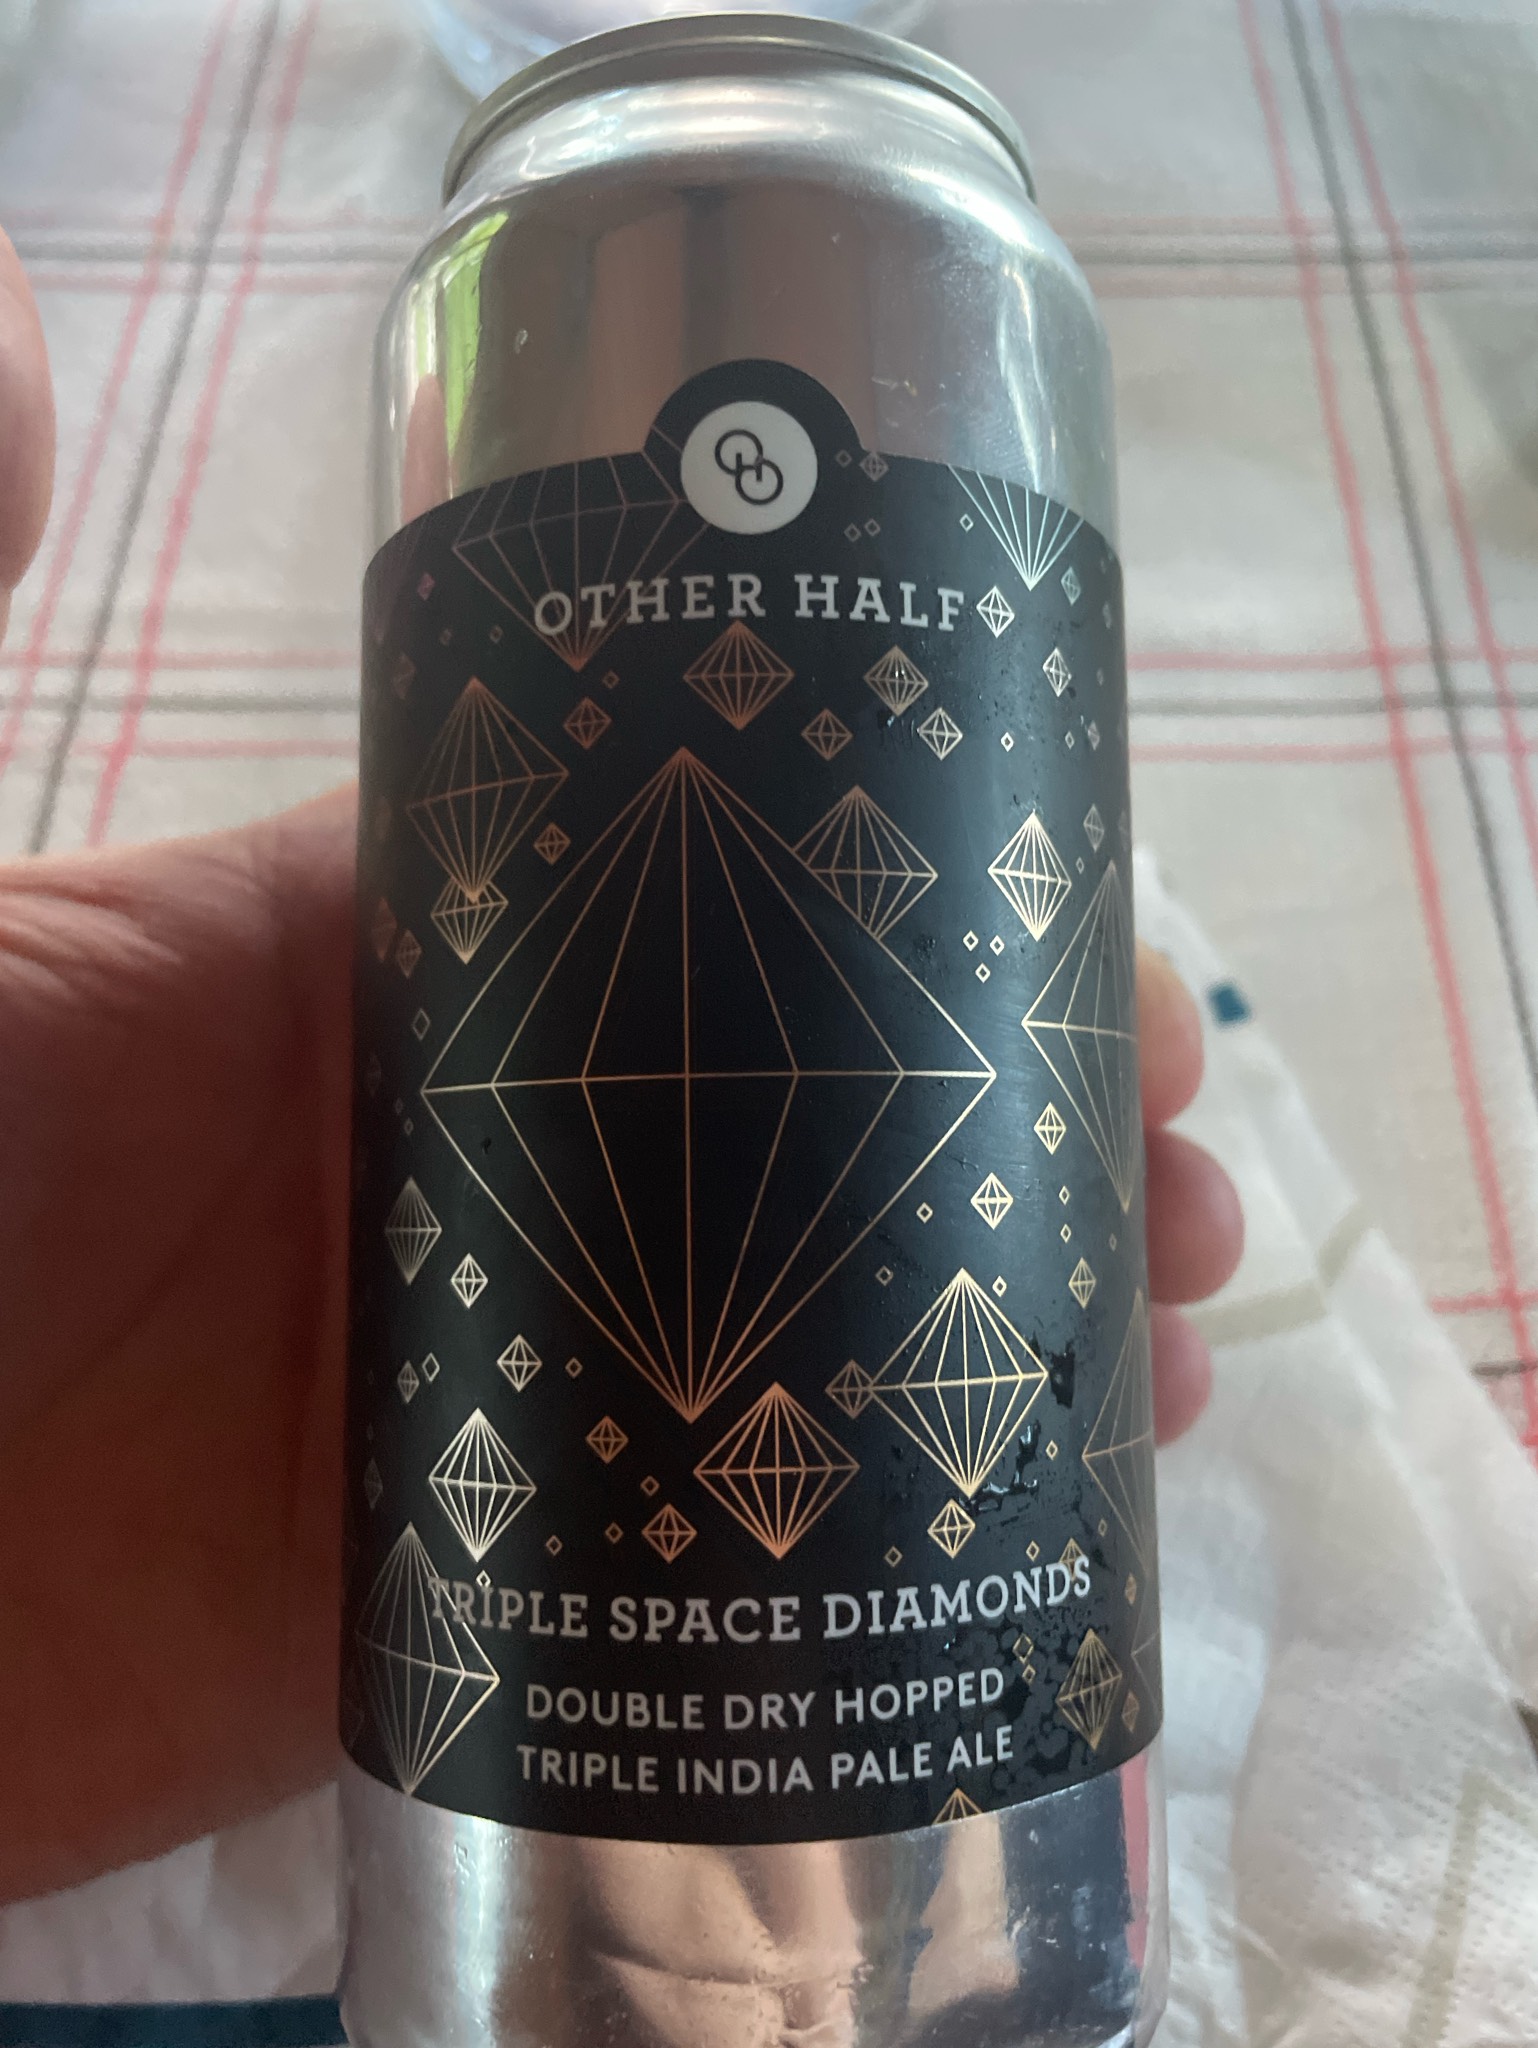 OTHER HALF
TRIPLE SPACE DIAMONDS
DOUBLE DRY HOPPED
TRIPLE INDIA PALE ALE